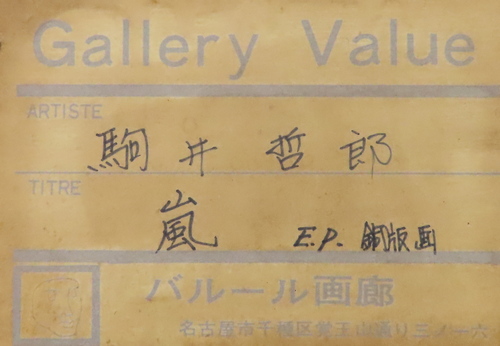 Gallery Value
ARTISTE
駒井 哲郎
TITRE
嵐 E.P. 銅版画
バルール画廊
名古屋市千種区覚王山通り三ノ一六